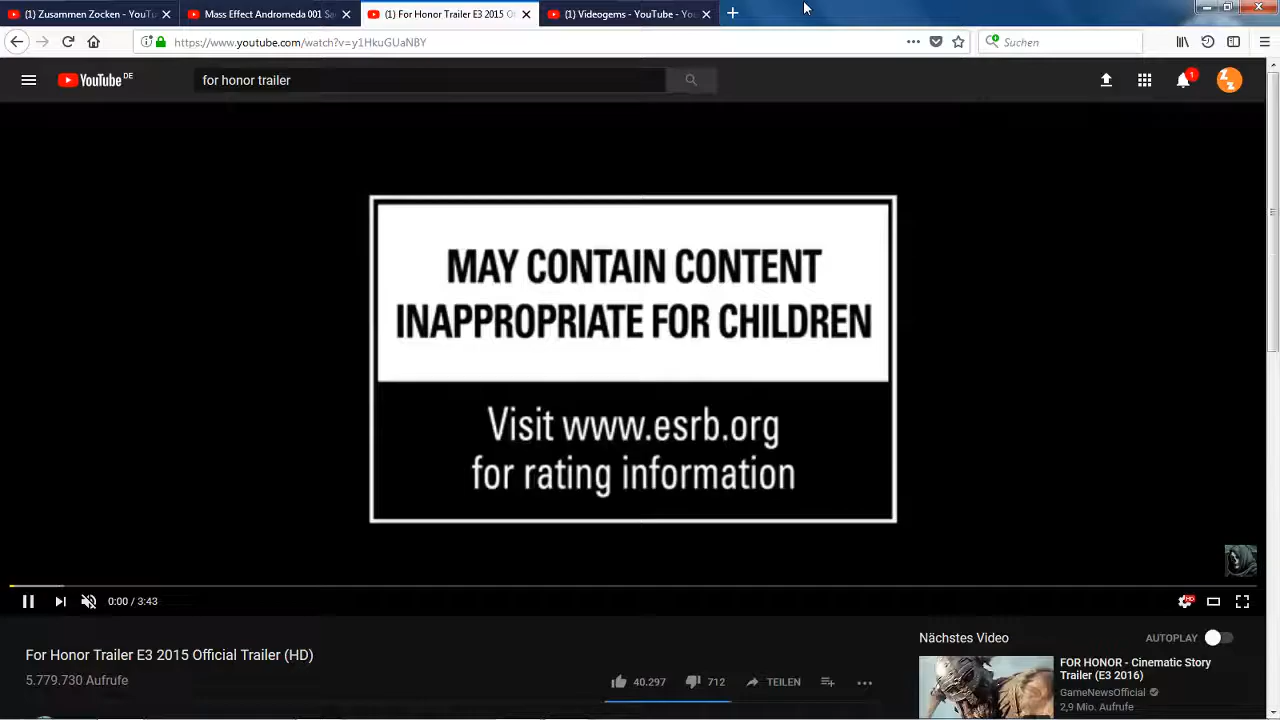 (1) Zusammen Zocken - YouTu
Mass Effect Andromeda 001 Se
(1) For Honor Trailer E3 2015 O
(1) Videogems - YouTube - Yo
https://www.youtube.com/watch?v=y1HkuGUaNBY
Suchen
YouTube DE
for honor trailer
1
MAY CONTAIN CONTENT
INAPPROPRIATE FOR CHILDREN
Visit www.esrb.org
for rating information
0:00 / 3:43
HD
For Honor Trailer E3 2015 Official Trailer (HD)
5.779.730 Aufrufe
40.297
712
TEILEN
Nächstes Video
AUTOPLAY
FOR HONOR - Cinematic Story
Trailer (E3 2016)
GameNewsOfficial
2,9 Mio. Aufrufe